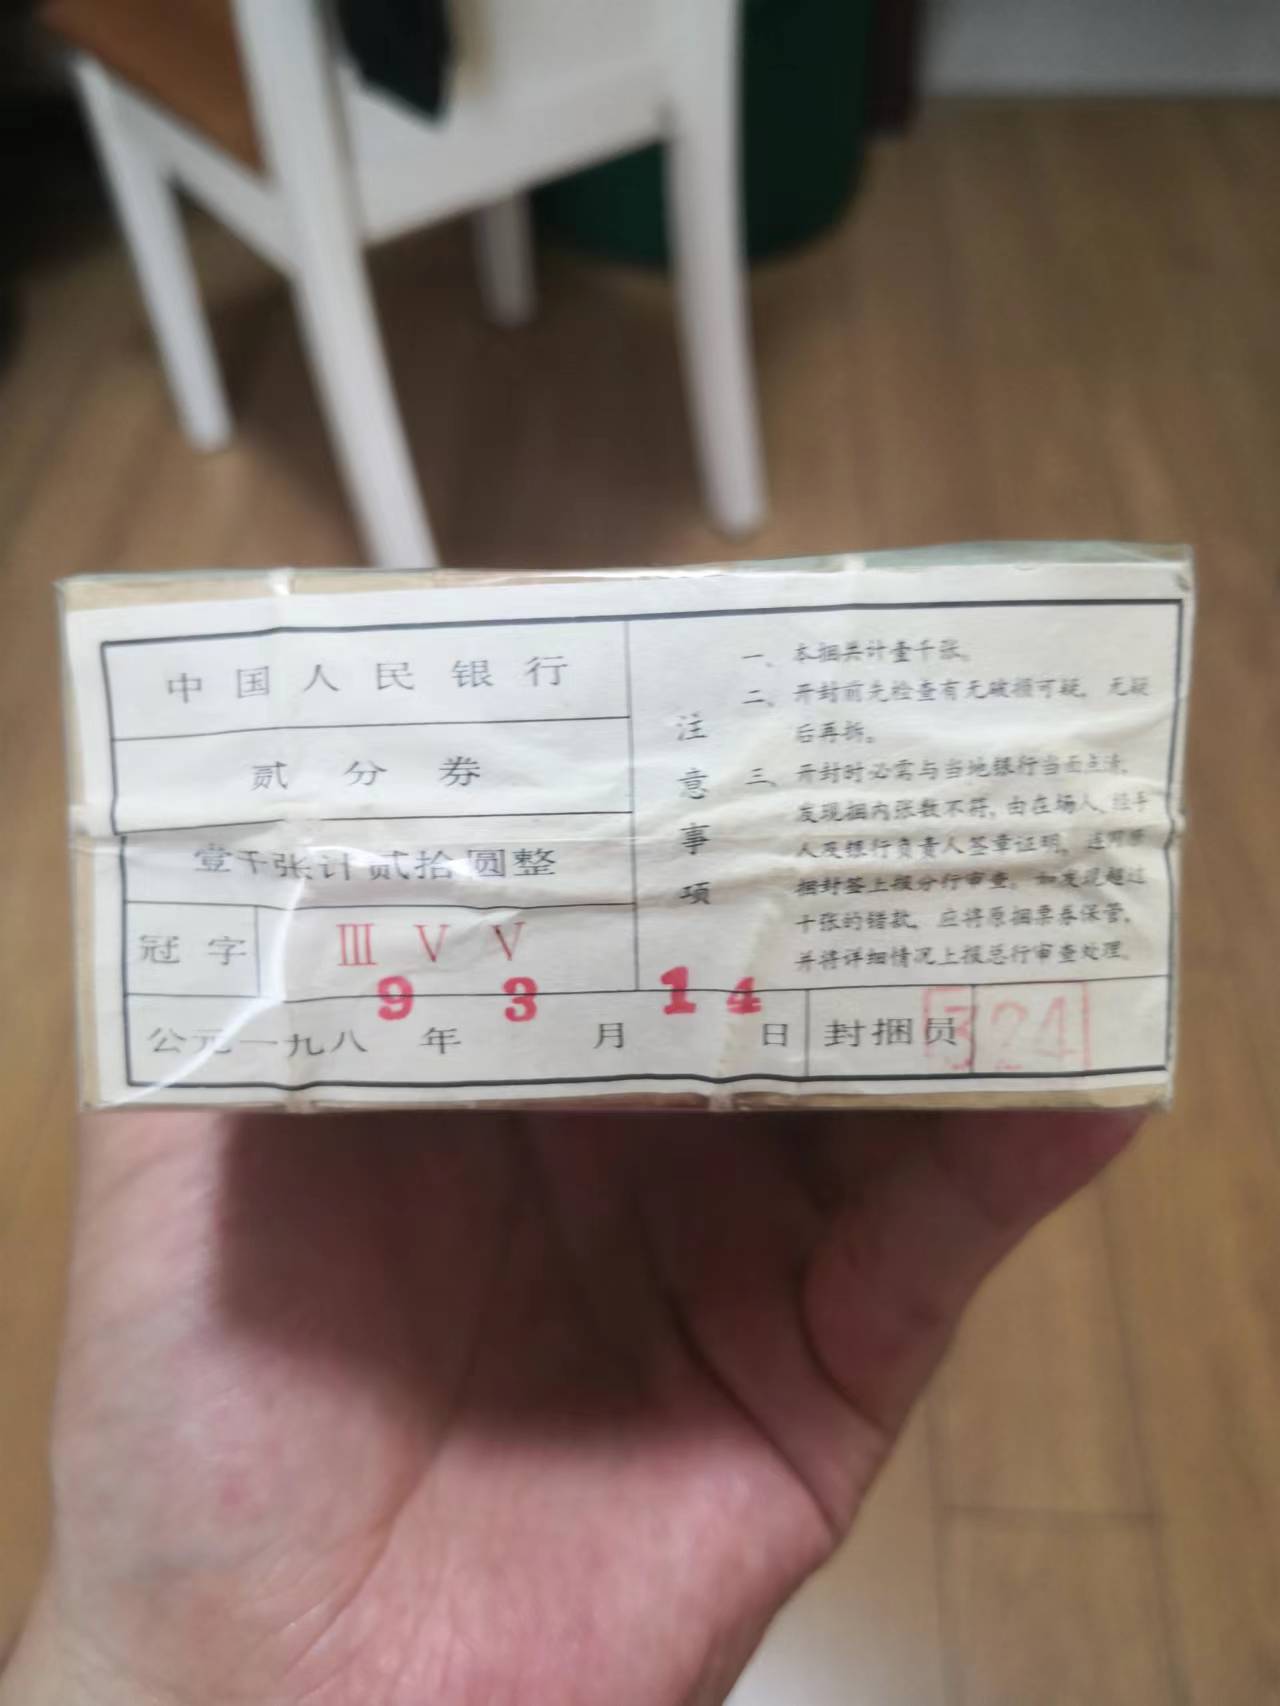 中国人民银行
贰分券
壹千张计贰拾圆整
冠字 Ⅲ V V
公元一九八9年3月14日
封捆员 324
注意事项
一、本捆共计壹千张。
二、开封前先检查有无破损可疑，无疑
后再拆。
三、开封时必需与当地银行当面点清，
发现捆内张数不符，由在场人、经手
人及银行负责人签章证明，连同原
捆封签上报分行审查。如发现超过
十张的错款，应将原捆票券保管，
并将详细情况上报总行审查处理。